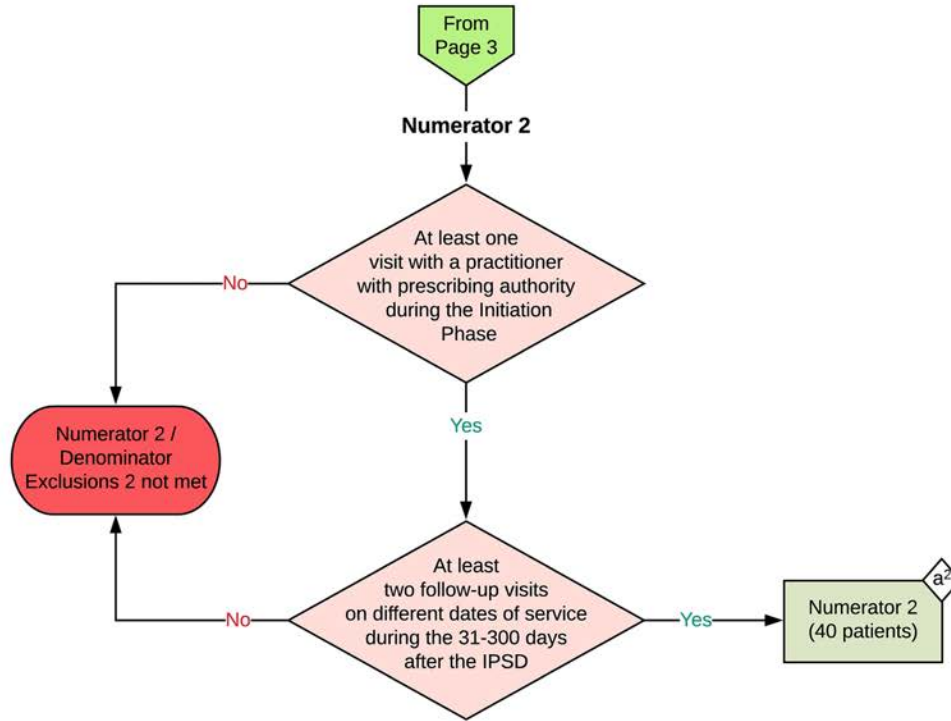 From
Page 3
Numerator 2
At least one
visit with a practitioner
with prescribing authority
during the Initiation
Phase
No
Yes
Numerator 2 /
Denominator
Exclusions 2 not met
At least
two follow-up visits
on different dates of service
during the 31-300 days
after the IPSD
No
Yes
a²
Numerator 2
(40 patients)